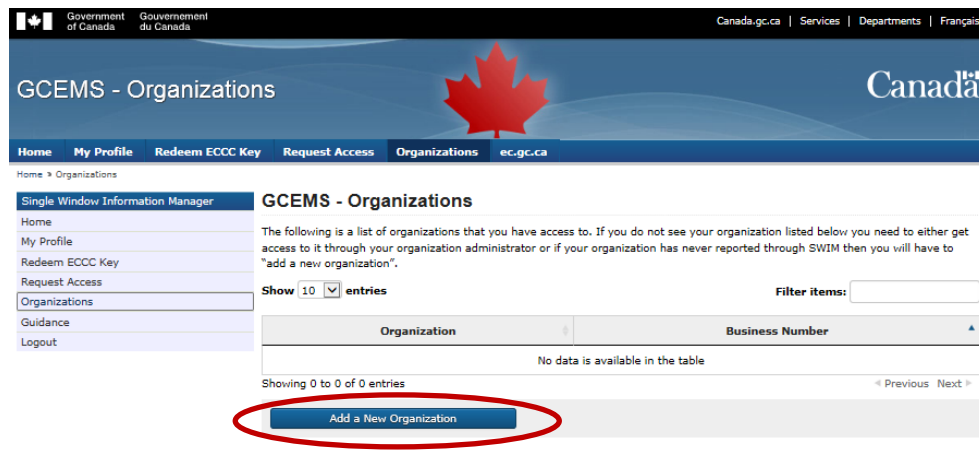 Government Gouvernement
of Canada du Canada
Canada.gc.ca | Services | Departments | Français
GCEMS - Organizations
Canada
Home My Profile Redeem ECCC Key Request Access Organizations ec.gc.ca
Home » Organizations
Single Window Information Manager
Home
My Profile
Redeem ECCC Key
Request Access
Organizations
Guidance
Logout
GCEMS - Organizations
The following is a list of organizations that you have access to. If you do not see your organization listed below you need to either get
access to it through your organization administrator or if your organization has never reported through SWIM then you will have to
"add a new organization".
Show 10 entries
Filter items:
Organization Business Number
No data is available in the table
Showing 0 to 0 of 0 entries
Previous Next
Add a New Organization